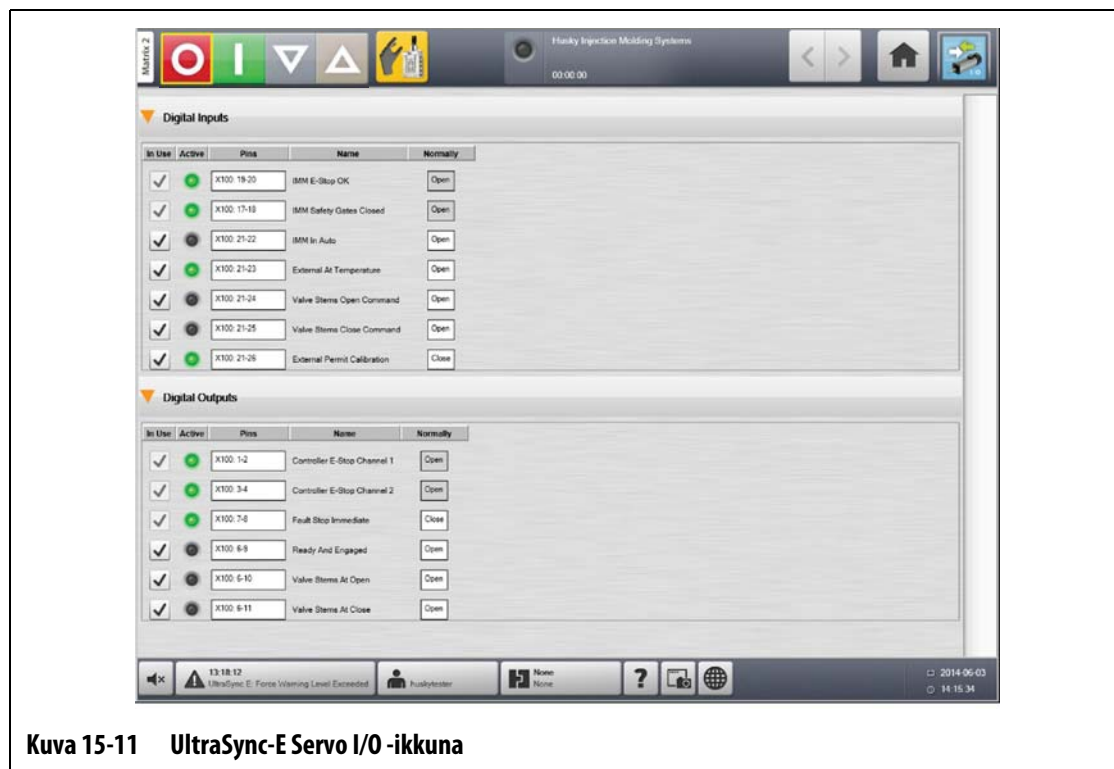 Matrix 2
Husky Injection Molding Systems
00:00:00
Digital Inputs
In Use Active Pins Name Normally
X100: 19-20 IMM E-Stop OK Open
X100: 17-18 IMM Safety Gates Closed Open
X100: 21-22 IMM In Auto Open
X100: 21-23 External At Temperature Open
X100: 21-24 Valve Stems Open Command Open
X100: 21-25 Valve Stems Close Command Open
X100: 21-26 External Permit Calibration Close
Digital Outputs
In Use Active Pins Name Normally
X100: 1-2 Controller E-Stop Channel 1 Open
X100: 3-4 Controller E-Stop Channel 2 Open
X100: 7-8 Fault Stop Immediate Close
X100: 6-9 Ready And Engaged Open
X100: 6-10 Valve Stems At Open Open
X100: 6-11 Valve Stems At Close Open
13:18:12
UltraSync E: Force Warning Level Exceeded
huskytester
None
None
?
2014-06-03
14:15:34
Kuva 15-11 UltraSync-E Servo I/O -ikkuna